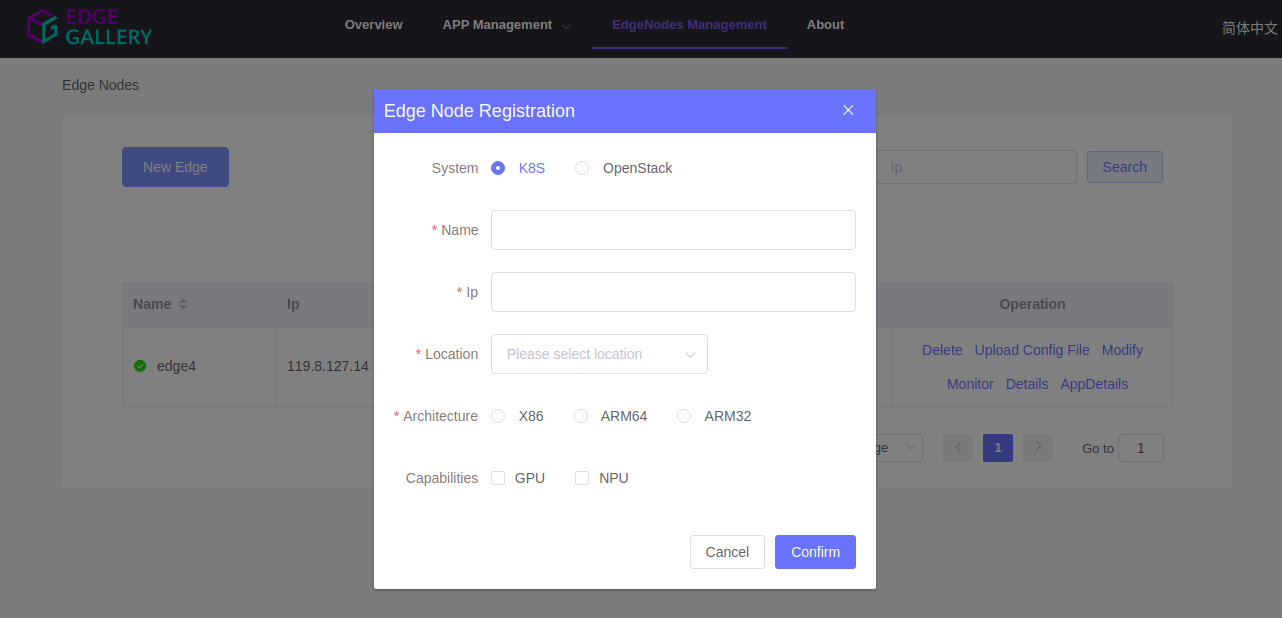 EDGE GALLERY
Overview
APP Management
EdgeNodes Management
About
简体中文
Edge Nodes
New Edge
Ip
Search
Name
Ip
Operation
edge4
119.8.127.14
Delete Upload Config File Modify
Monitor Details AppDetails
1
Go to 1
Edge Node Registration
System K8S OpenStack
* Name
* Ip
* Location Please select location
* Architecture X86 ARM64 ARM32
Capabilities GPU NPU
Cancel Confirm